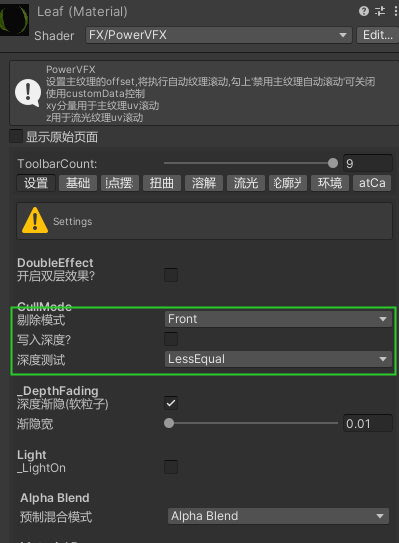 Leaf (Material)
Shader FX/PowerVFX Edit...
PowerVFX
设置主纹理的offset,将执行自动纹理滚动,勾上‘禁用主纹理自动滚动’可关闭
使用customData控制
xy分量用于主纹理uv滚动
z用于流光纹理uv滚动
显示原始页面
ToolbarCount: 9
设置 基础 点摆 扭曲 溶解 流光 轮廓光 环境 atCa
Settings
DoubleEffect
开启双层效果?
CullMode
剔除模式 Front
写入深度?
深度测试 LessEqual
_DepthFading
深度渐隐(软粒子)
渐隐宽 0.01
Light
_LightOn
Alpha Blend
预制混合模式 Alpha Blend